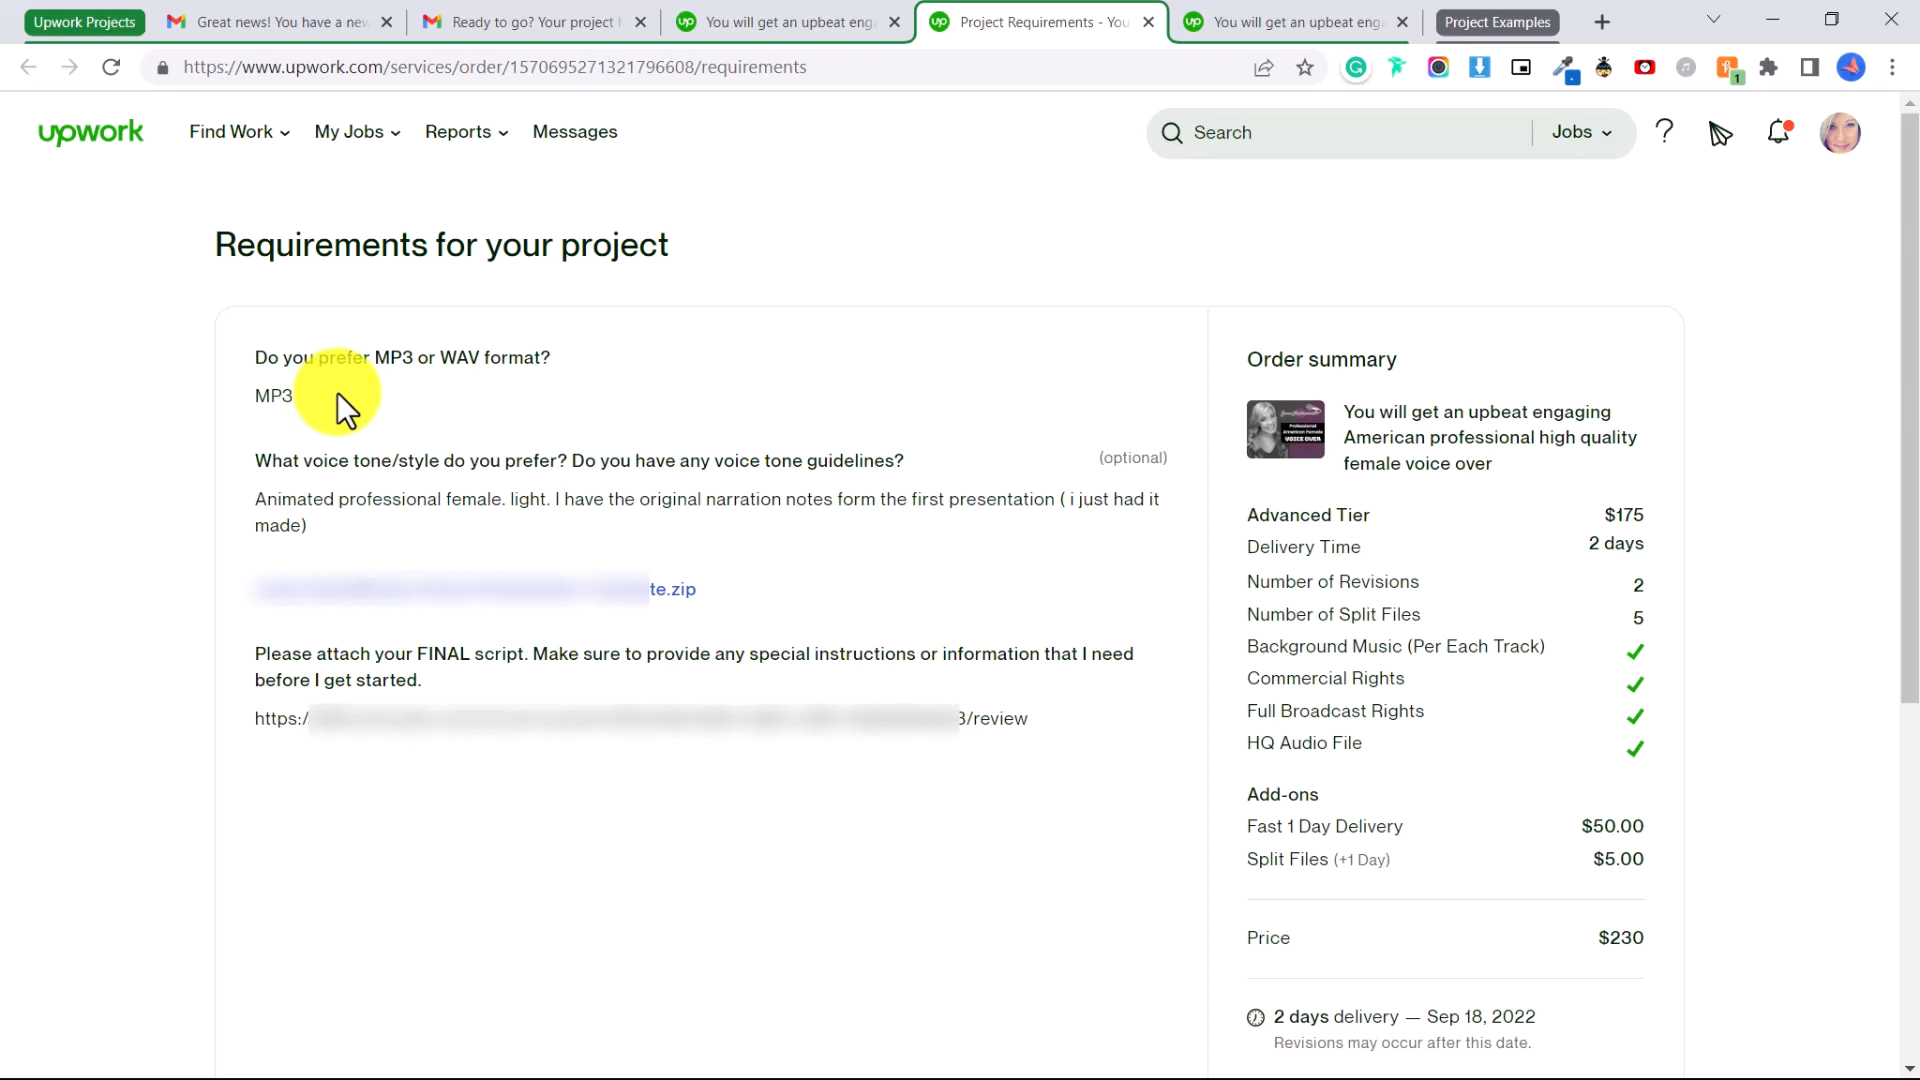 Upwork Projects
Great news! You have a new
Ready to go? Your project
You will get an upbeat eng
Project Requirements - You
You will get an upbeat eng
Project Examples
https://www.upwork.com/services/order/1570695271321796608/requirements
1
upwork
Find Work
My Jobs
Reports
Messages
Search
Jobs
Requirements for your project
Do you prefer MP3 or WAV format?
MP3
What voice tone/style do you prefer? Do you have any voice tone guidelines?
(optional)
Animated professional female. light. I have the original narration notes form the first presentation ( i just had it
made)
te.zip
Please attach your FINAL script. Make sure to provide any special instructions or information that I need
before I get started.
https:/
3/review
Order summary
Professional
American Female
VOICE OVER
You will get an upbeat engaging
American professional high quality
female voice over
Advanced Tier $175
Delivery Time 2 days
Number of Revisions 2
Number of Split Files 5
Background Music (Per Each Track)
Commercial Rights
Full Broadcast Rights
HQ Audio File
Add-ons
Fast 1 Day Delivery $50.00
Split Files (+1 Day) $5.00
Price $230
2 days delivery — Sep 18, 2022
Revisions may occur after this date.